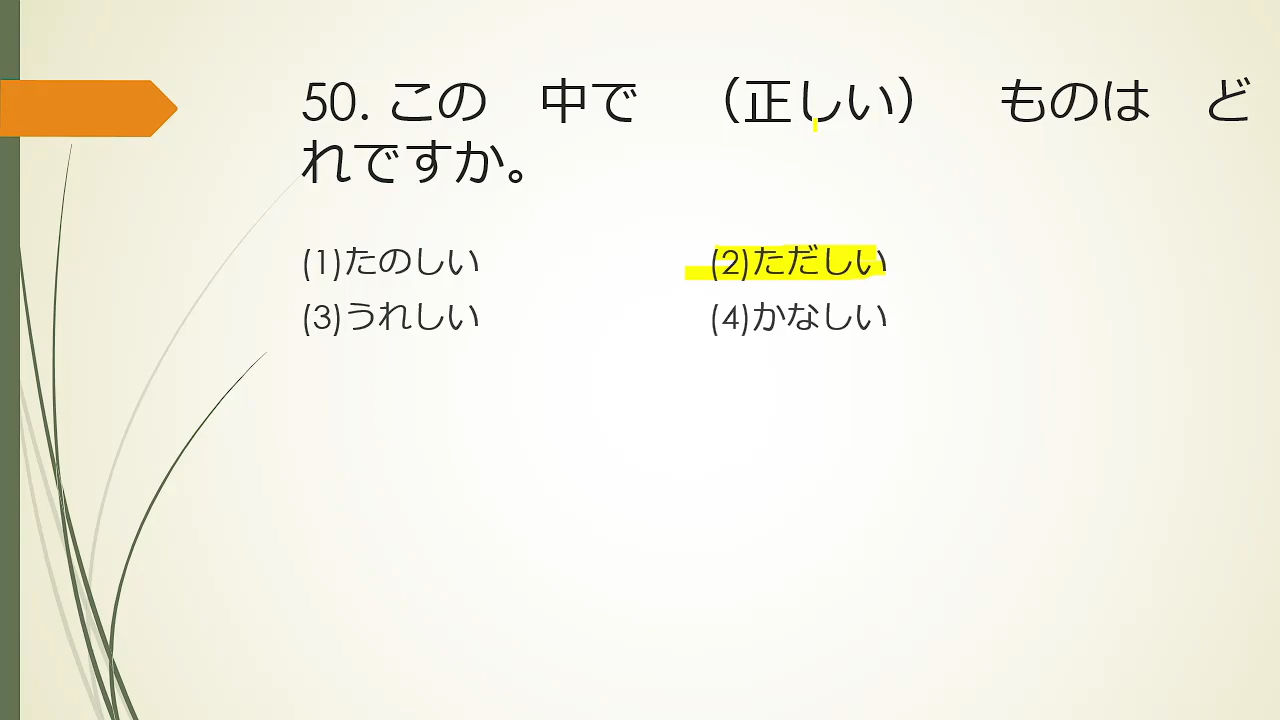 50. この　中で　（正しい）　ものは　ど
れですか。
(1)たのしい　(2)ただしい
(3)うれしい　(4)かなしい